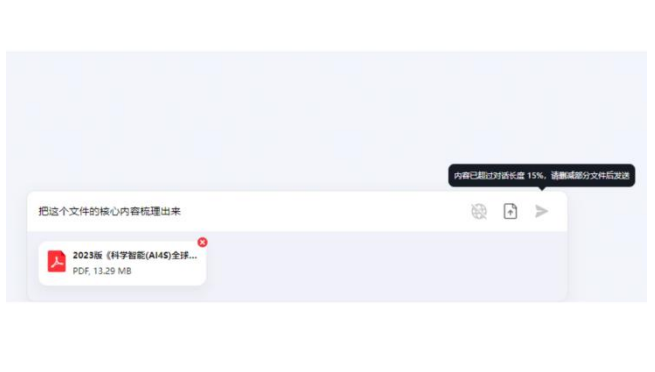 内容已超过对话长度 15%，请删减部分文件后发送
把这个文件的核心内容梳理出来
2023版《科学智能(AI4S)全球...
PDF, 13.29 MB